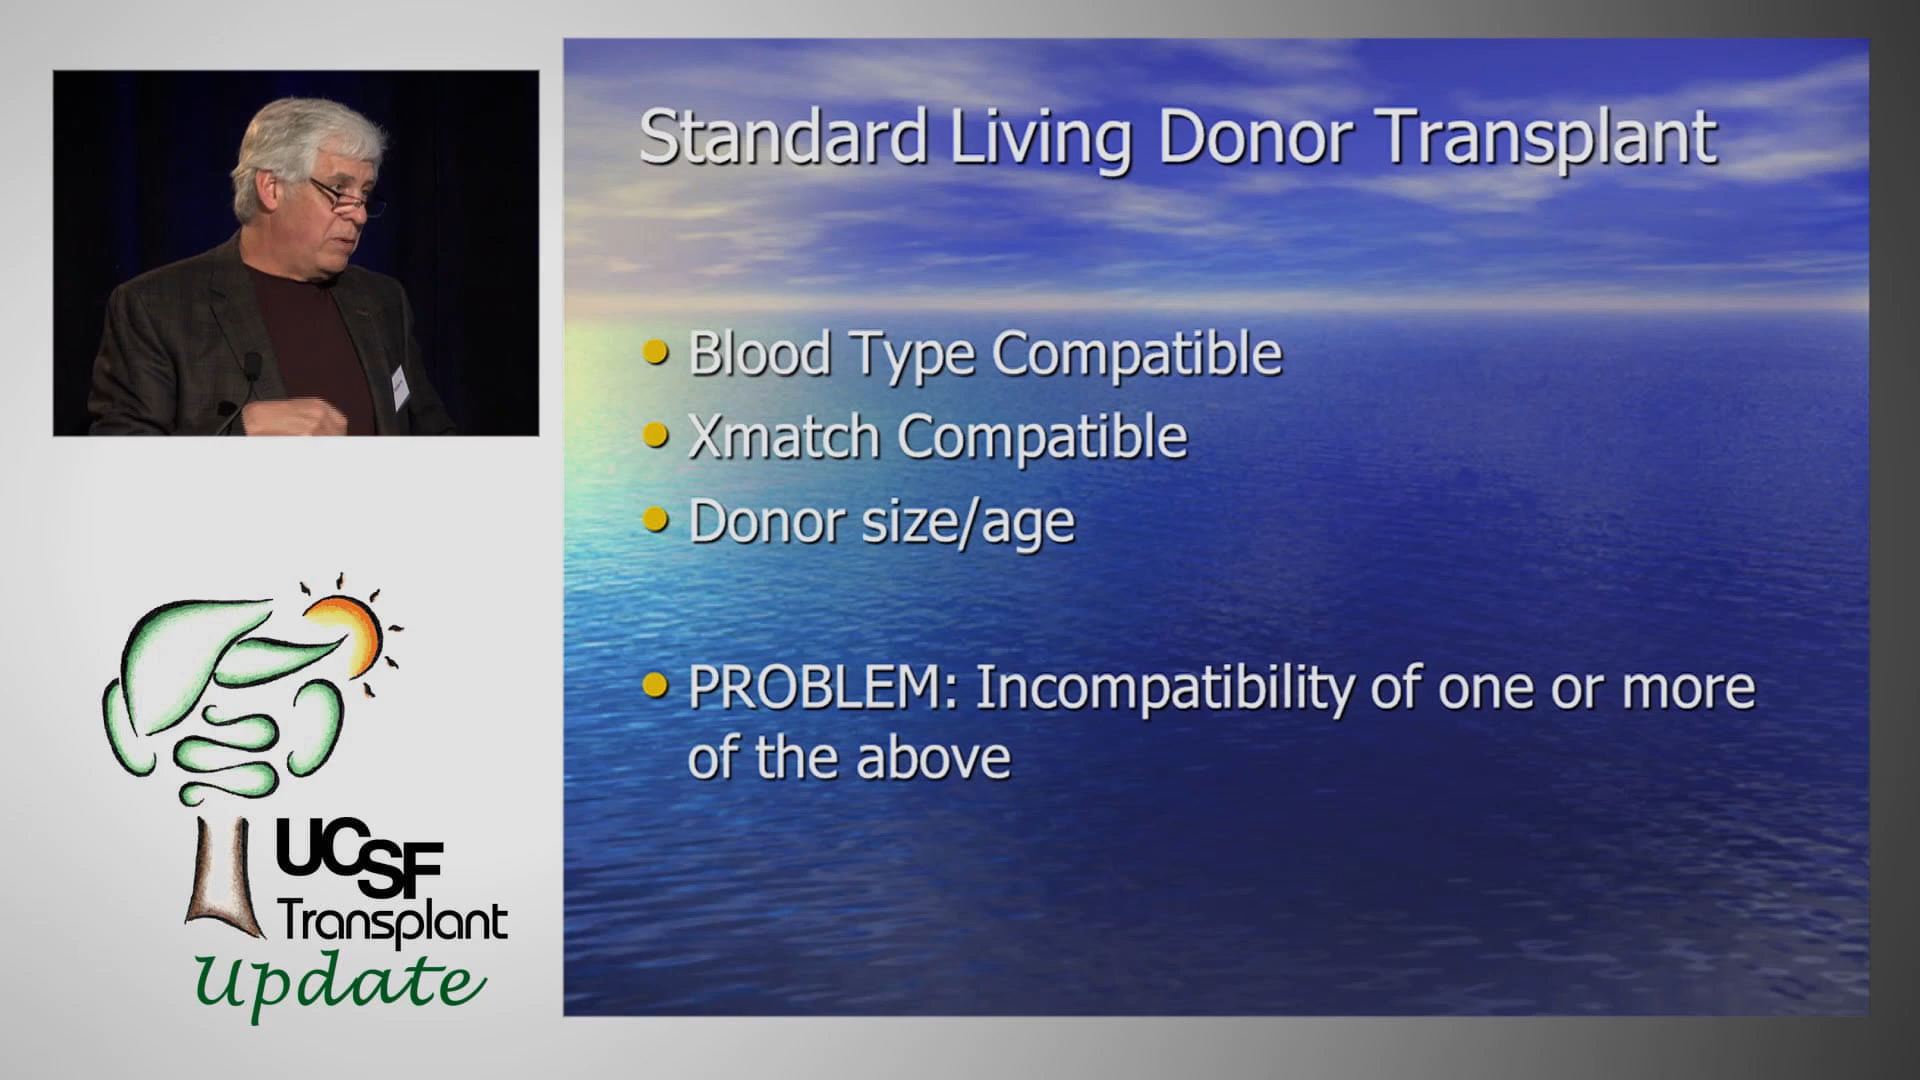 Standard Living Donor Transplant
• Blood Type Compatible
• Xmatch Compatible
• Donor size/age
• PROBLEM: Incompatibility of one or more
of the above
UCSF
Transplant
Update